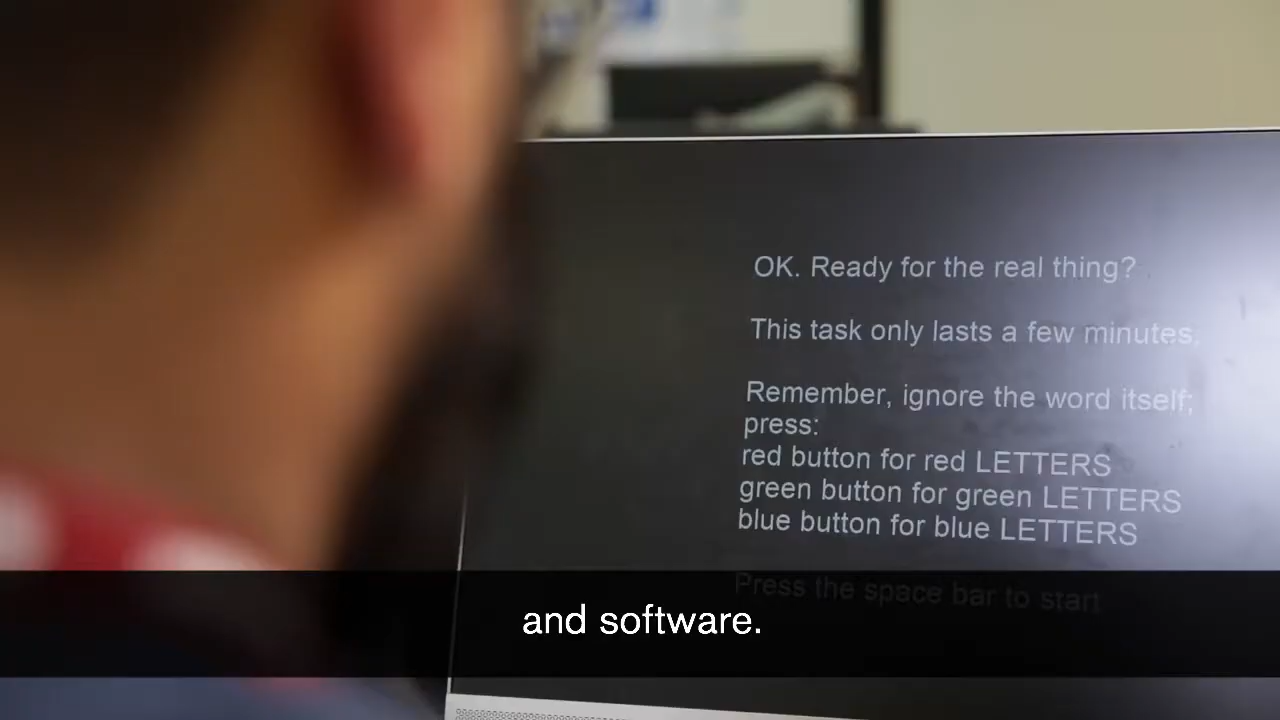 OK. Ready for the real thing?
This task only lasts a few minutes.
Remember, ignore the word itself;
press:
red button for red LETTERS
green button for green LETTERS
blue button for blue LETTERS
Press the space bar to start
and software.